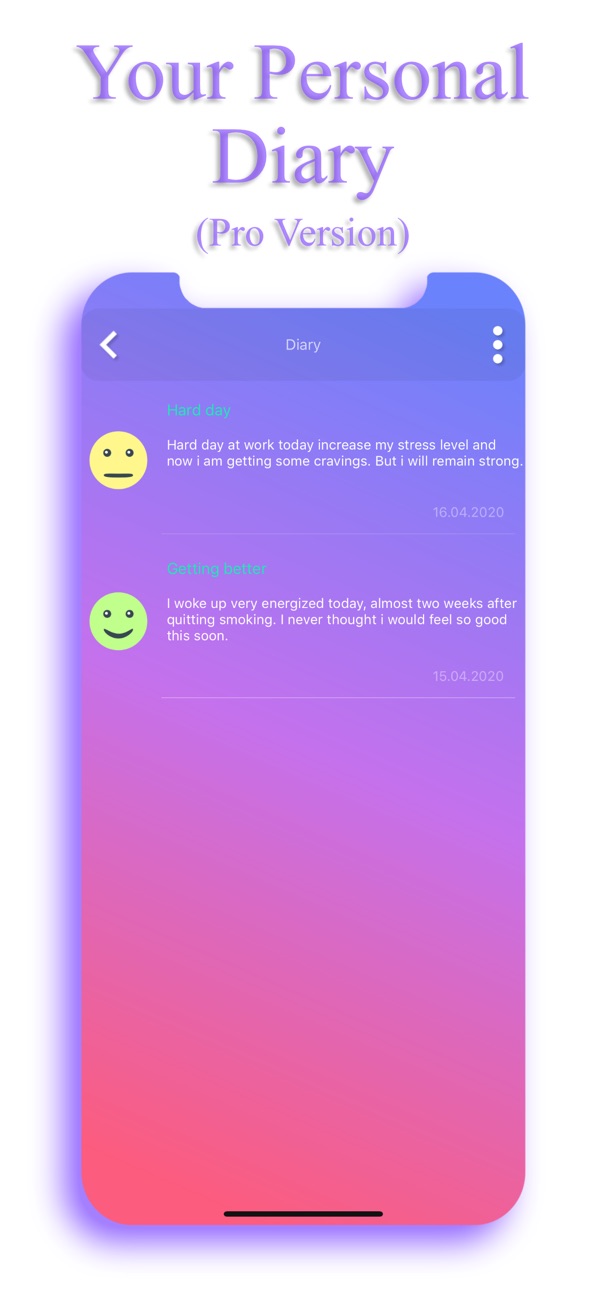 Your Personal
Diary
(Pro Version)
Diary
Hard day
Hard day at work today increase my stress level and
now i am getting some cravings. But i will remain strong.
16.04.2020
Getting better
I woke up very energized today, almost two weeks after
quitting smoking. I never thought i would feel so good
this soon.
15.04.2020